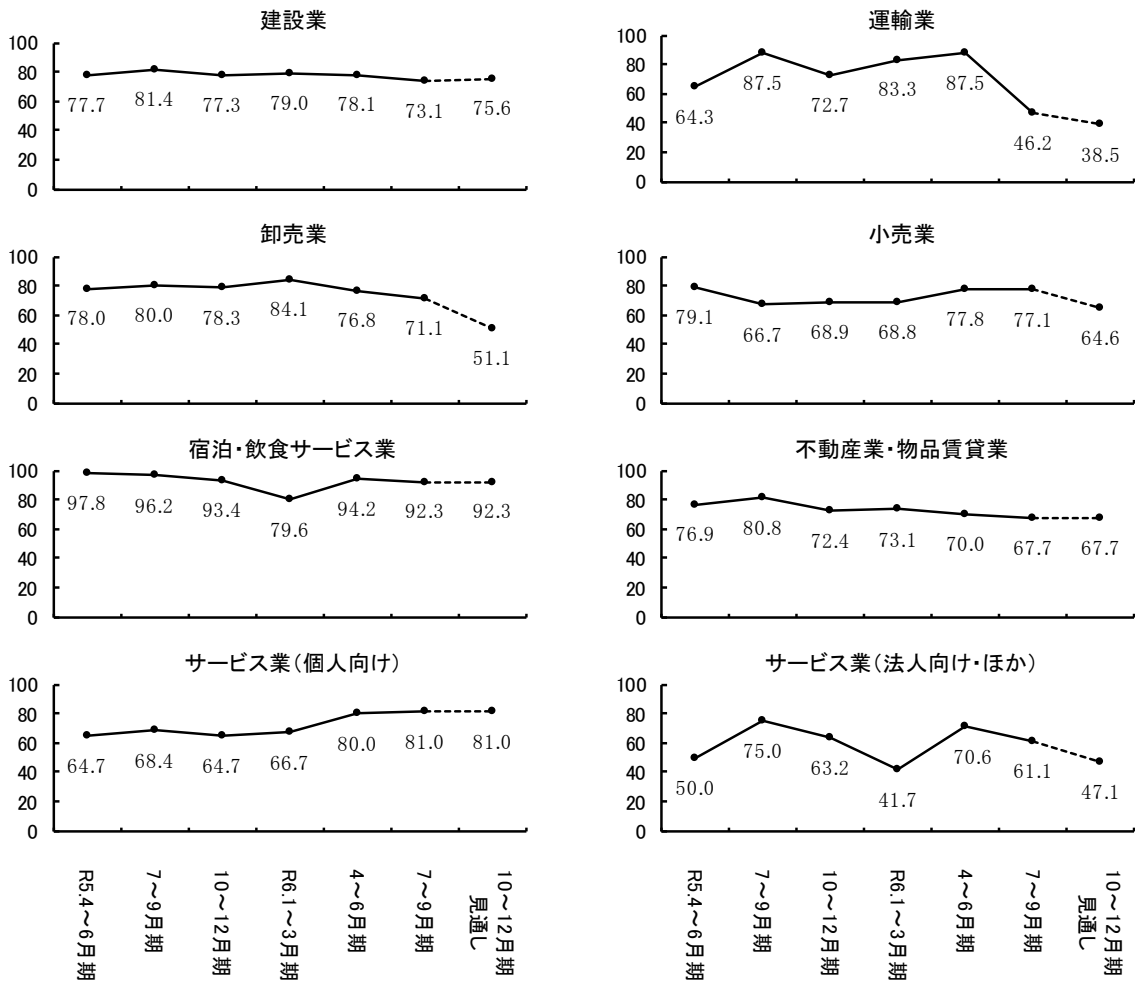 建設業
100
80
60
40
20
0
77.7 81.4 77.3 79.0 78.1 73.1 75.6
運輸業
100
80
60
40
20
0
64.3 87.5 72.7 83.3 87.5 46.2 38.5
卸売業
100
80
60
40
20
0
78.0 80.0 78.3 84.1 76.8 71.1 51.1
小売業
100
80
60
40
20
0
79.1 66.7 68.9 68.8 77.8 77.1 64.6
宿泊・飲食サービス業
100
80
60
40
20
0
97.8 96.2 93.4 79.6 94.2 92.3 92.3
不動産業・物品賃貸業
100
80
60
40
20
0
76.9 80.8 72.4 73.1 70.0 67.7 67.7
サービス業(個人向け)
100
80
60
40
20
0
64.7 68.4 64.7 66.7 80.0 81.0 81.0
サービス業(法人向け・ほか)
100
80
60
40
20
0
50.0 75.0 63.2 41.7 70.6 61.1 47.1
R5.4～6月期
7～9月期
10～12月期
R6.1～3月期
4～6月期
7～9月期
10～12月期
見通し
R5.4～6月期
7～9月期
10～12月期
R6.1～3月期
4～6月期
7～9月期
10～12月期
見通し